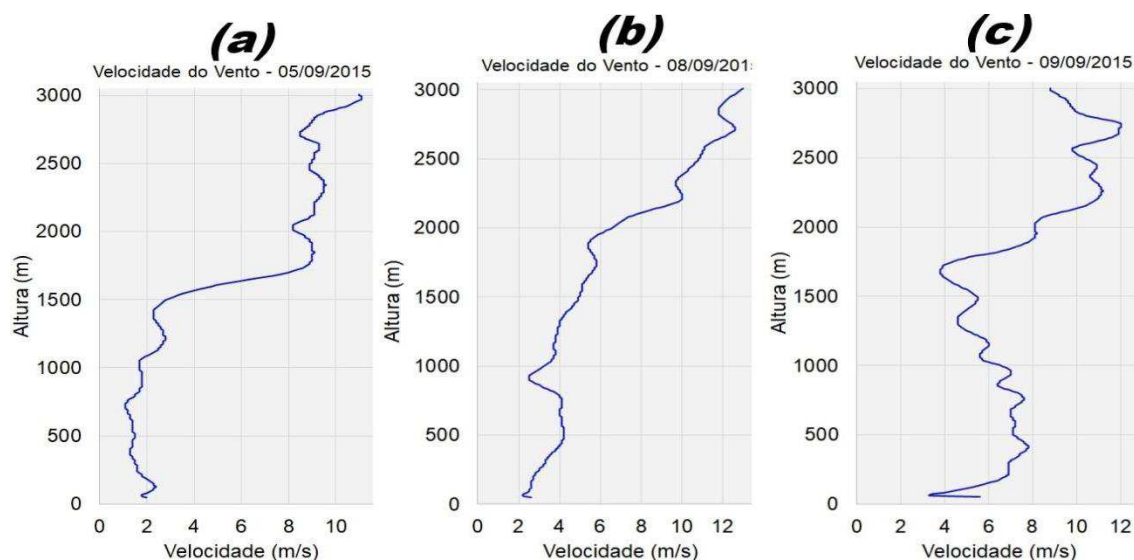 (a)
Velocidade do Vento - 05/09/2015
3000
2500
2000
1500
1000
500
0
Altura (m)
0 2 4 6 8 10
Velocidade (m/s)
(b)
Velocidade do Vento - 08/09/201
3000
2500
2000
1500
1000
500
0
Altura (m)
0 2 4 6 8 10 12
Velocidade (m/s)
(c)
Velocidade do Vento - 09/09/2015
3000
2500
2000
1500
1000
500
0
Altura (m)
0 2 4 6 8 10 12
Velocidade (m/s)